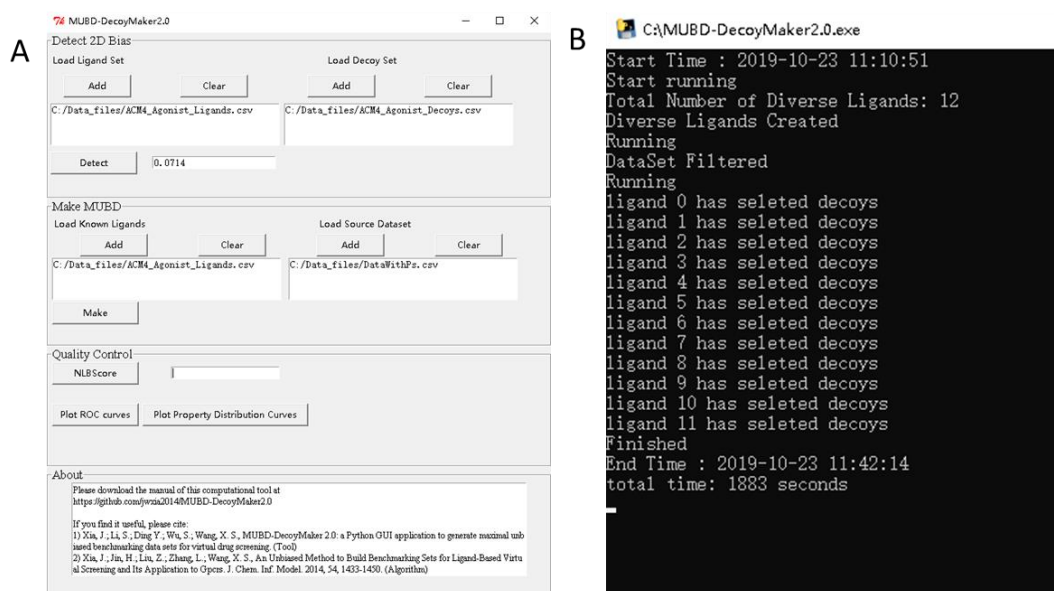 A
MUBD-DecoyMaker2.0
Detect 2D Bias
Load Ligand Set
Load Decoy Set
Add
Clear
Add
Clear
C:/Data_files/ACM4_Agonist_Ligands.csv
C:/Data_files/ACM4_Agonist_Decoys.csv
Detect
0.0714
Make MUBD
Load Known Ligands
Load Source Dataset
Add
Clear
Add
Clear
C:/Data_files/ACM4_Agonist_Ligands.csv
C:/Data_files/DataWithPs.csv
Make
Quality Control
NLBScore
Plot ROC curves
Plot Property Distribution Curves
About
Please download the manual of this computational tool at
https://github.com/jwxia2014/MUBD-DecoyMaker2.0
If you find it useful, please cite:
1) Xia, J.; Li, S.; Ding Y.; Wu, S.; Wang, X. S., MUBD-DecoyMaker 2.0: a Python GUI application to generate maximal unb
iased benchmarking data sets for virtual drug screening. (Tool)
2) Xia, J.; Jin, H.; Liu, Z.; Zhang, L.; Wang, X. S., An Unbiased Method to Build Benchmarking Sets for Ligand-Based Virtu
al Screening and Its Application to Gpcrs. J. Chem. Inf. Model. 2014, 54, 1433-1450. (Algorithm)
B
C:\MUBD-DecoyMaker2.0.exe
Start Time : 2019-10-23 11:10:51
Start running
Total Number of Diverse Ligands: 12
Diverse Ligands Created
Running
DataSet Filtered
Running
ligand 0 has seleted decoys
ligand 1 has seleted decoys
ligand 2 has seleted decoys
ligand 3 has seleted decoys
ligand 4 has seleted decoys
ligand 5 has seleted decoys
ligand 6 has seleted decoys
ligand 7 has seleted decoys
ligand 8 has seleted decoys
ligand 9 has seleted decoys
ligand 10 has seleted decoys
ligand 11 has seleted decoys
Finished
End Time : 2019-10-23 11:42:14
total time: 1883 seconds